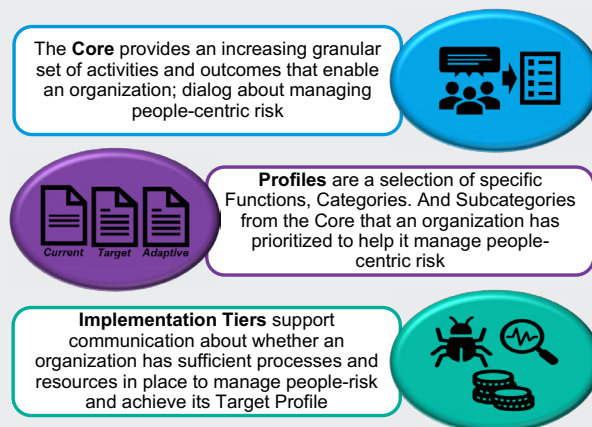 The Core provides an increasing granular
set of activities and outcomes that enable
an organization; dialog about managing
people-centric risk
Current Target Adaptive
Profiles are a selection of specific
Functions, Categories. And Subcategories
from the Core that an organization has
prioritized to help it manage people-
centric risk
Implementation Tiers support
communication about whether an
organization has sufficient processes and
resources in place to manage people-risk
and achieve its Target Profile